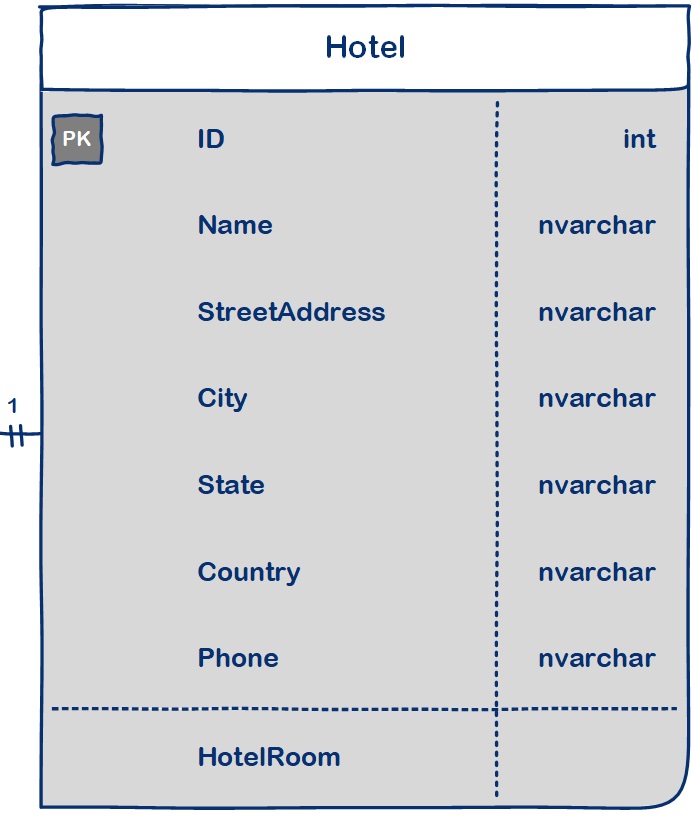 Hotel
PK ID int
Name nvarchar
StreetAddress nvarchar
City nvarchar
1
State nvarchar
Country nvarchar
Phone nvarchar
HotelRoom